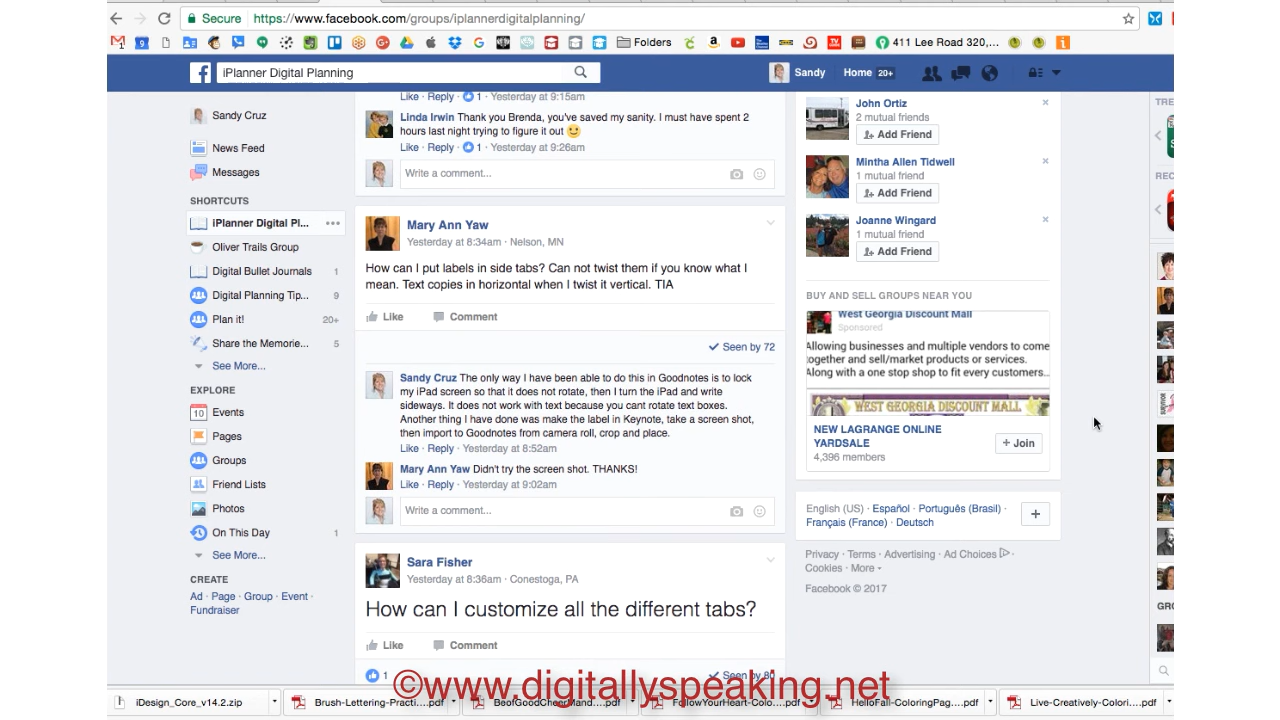 Secure https://www.facebook.com/groups/iplannerdigitalplanning/
Folders
411 Lee Road 320,...
iPlanner Digital Planning
Sandy
Home 20+
Sandy Cruz
News Feed
Messages
SHORTCUTS
iPlanner Digital Pl...
Oliver Trails Group
Digital Bullet Journals 1
Digital Planning Tip... 9
Plan it! 20+
Share the Memorie... 5
See More...
EXPLORE
10 Events
Pages
Groups
Friend Lists
Photos
On This Day 1
See More...
CREATE
Ad · Page · Group · Event ·
Fundraiser
Like · Reply · 1 · Yesterday at 9:15am
Linda Irwin Thank you Brenda, you've saved my sanity. I must have spent 2
hours last night trying to figure it out
Like · Reply · 1 · Yesterday at 9:26am
Write a comment...
Mary Ann Yaw
Yesterday at 8:34am · Nelson, MN
How can I put labels in side tabs? Can not twist them if you know what I
mean. Text copies in horizontal when I twist it vertical. TIA
Like Comment
Seen by 72
Sandy Cruz The only way I have been able to do this in Goodnotes is to lock
my iPad screen so that it does not rotate, then I turn the iPad and write
sideways. It does not work with text because you cant rotate text boxes.
Another thing I have done was make the label in Keynote, take a screen shot,
then import to Goodnotes from camera roll, crop and place.
Like · Reply · Yesterday at 8:52am
Mary Ann Yaw Didn't try the screen shot. THANKS!
Like · Reply · Yesterday at 9:02am
Write a comment...
Sara Fisher
Yesterday at 8:36am · Conestoga, PA
How can I customize all the different tabs?
Like Comment
1
Seen by 80
John Ortiz
2 mutual friends
Add Friend
Mintha Allen Tidwell
1 mutual friend
Add Friend
Joanne Wingard
1 mutual friend
Add Friend
BUY AND SELL GROUPS NEAR YOU
West Georgia Discount Mall
Sponsored
Allowing businesses and multiple vendors to come
together and sell/market products or services.
Along with a one stop shop to fit every customers...
WEST GEORGIA DISCOUNT MALL
NEW LAGRANGE ONLINE
YARDSALE
4,396 members
+ Join
English (US) · Español · Português (Brasil) ·
Français (France) · Deutsch
Privacy · Terms · Advertising · Ad Choices ·
Cookies · More
Facebook © 2017
TRE
REC
GRO
©www.digitallyspeaking.net
iDesign_Core_v14.2.zip
Brush-Lettering-Practi....pdf
BeofGoodCheerMand....pdf
FollowYourHeart-Colo....pdf
HelloFall-ColoringPag....pdf
Live-Creatively-Colori....pdf